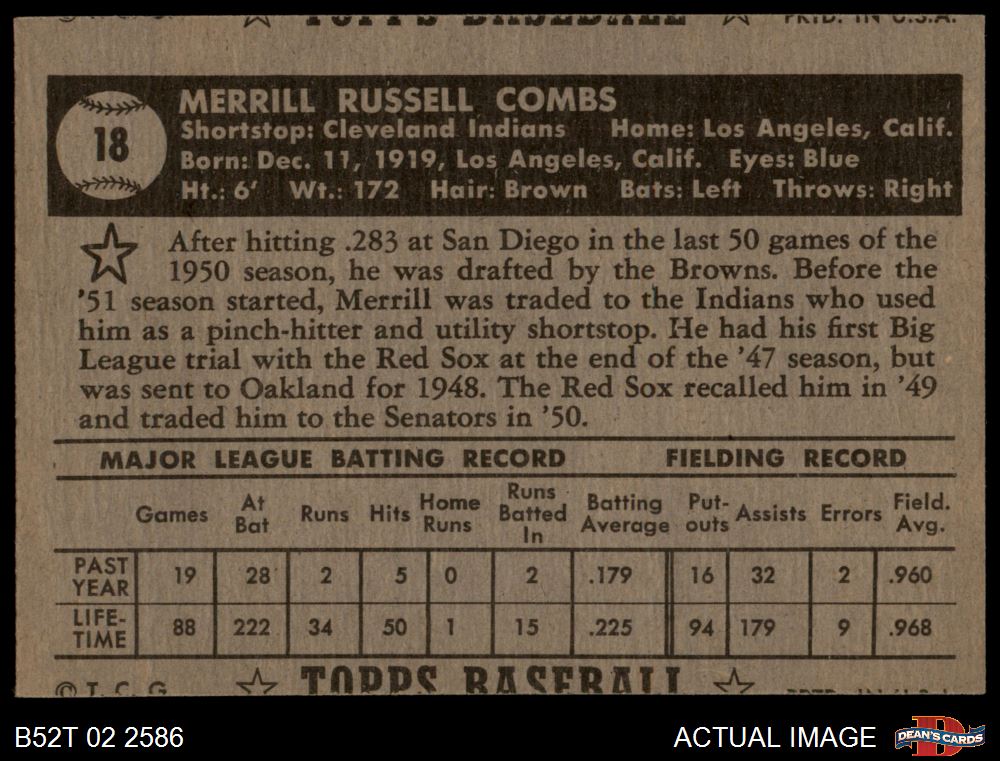 TOPPS BASEBALL PRTD. IN U.S.A.
18
MERRILL RUSSELL COMBS
Shortstop: Cleveland Indians Home: Los Angeles, Calif.
Born: Dec. 11, 1919, Los Angeles, Calif. Eyes: Blue
Ht.: 6' Wt.: 172 Hair: Brown Bats: Left Throws: Right
After hitting .283 at San Diego in the last 50 games of the
1950 season, he was drafted by the Browns. Before the
'51 season started, Merrill was traded to the Indians who used
him as a pinch-hitter and utility shortstop. He had his first Big
League trial with the Red Sox at the end of the '47 season, but
was sent to Oakland for 1948. The Red Sox recalled him in '49
and traded him to the Senators in '50.
MAJOR LEAGUE BATTING RECORD FIELDING RECORD
Games At Bat Runs Hits Home Runs Runs Batted In Batting Average Put-outs Assists Errors Field. Avg.
PAST YEAR 19 28 2 5 0 2 .179 16 32 2 .960
LIFE-TIME 88 222 34 50 1 15 .225 94 179 9 .968
© T. C. G. TOPPS BASEBALL PRTD. IN U.S.A.
B52T 02 2586 ACTUAL IMAGE DEAN'S CARDS